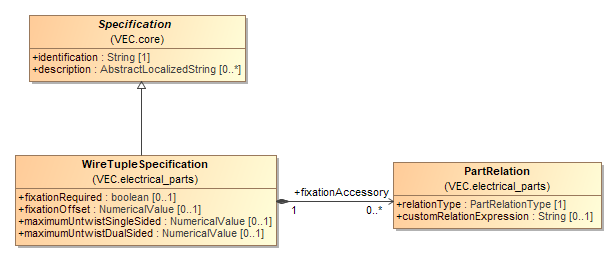 Specification
(VEC.core)
+identification : String [1]
+description : AbstractLocalizedString [0..*]
WireTupleSpecification
(VEC.electrical_parts)
+fixationRequired : boolean [0..1]
+fixationOffset : NumericalValue [0..1]
+maximumUntwistSingleSided : NumericalValue [0..1]
+maximumUntwistDualSided : NumericalValue [0..1]
+fixationAccessory
1
0..*
PartRelation
(VEC.electrical_parts)
+relationType : PartRelationType [1]
+customRelationExpression : String [0..1]